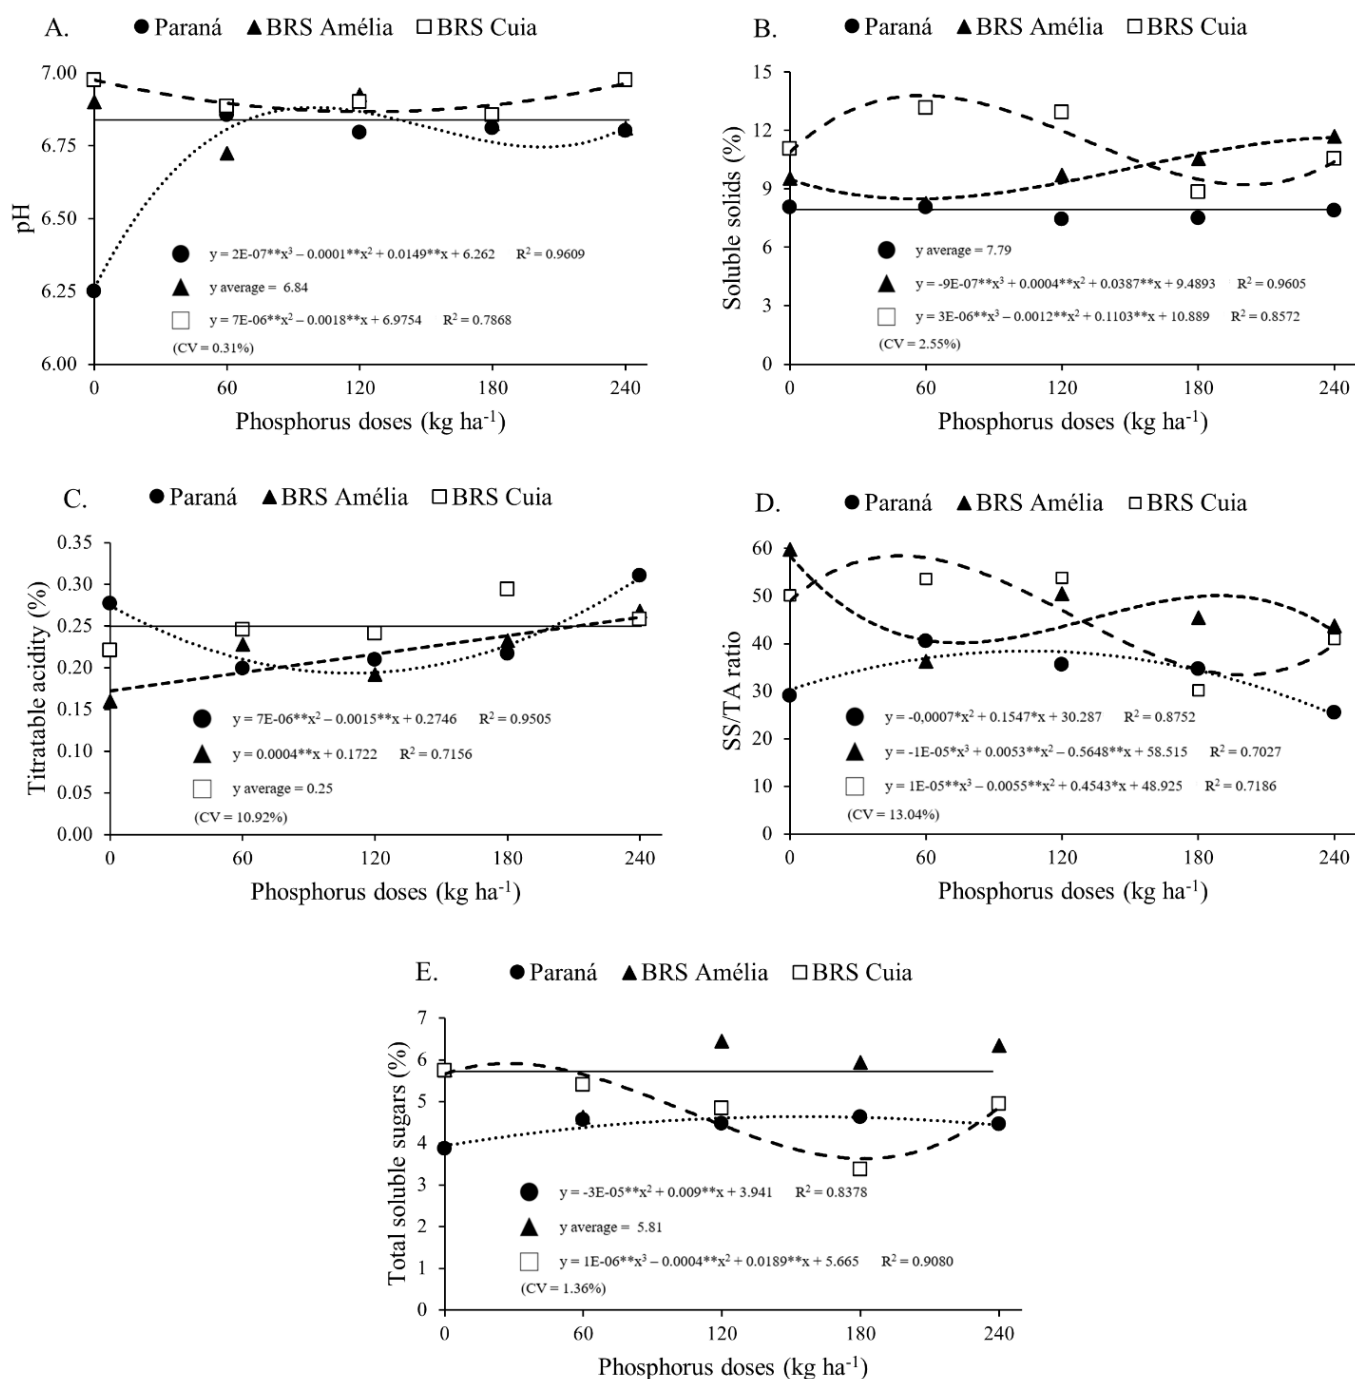 A. ● Paraná ▲ BRS Amélia □ BRS Cuia
7.00
6.75
6.50
6.25
6.00
pH
y = 2E-07**x³ − 0.0001**x² + 0.0149**x + 6.262 R² = 0.9609
y average = 6.84
y = 7E-06**x² − 0.0018**x + 6.9754 R² = 0.7868
(CV = 0.31%)
0 60 120 180 240
Phosphorus doses (kg ha⁻¹)
B. ● Paraná ▲ BRS Amélia □ BRS Cuia
15
12
9
6
3
0
Soluble solids (%)
y average = 7.79
y = -9E-07**x³ + 0.0004**x² + 0.0387**x + 9.4893 R² = 0.9605
y = 3E-06**x³ − 0.0012**x² + 0.1103**x + 10.889 R² = 0.8572
(CV = 2.55%)
0 60 120 180 240
Phosphorus doses (kg ha⁻¹)
C. ● Paraná ▲ BRS Amélia □ BRS Cuia
0.35
0.30
0.25
0.20
0.15
0.10
0.05
0.00
Titratable acidity (%)
y = 7E-06**x² − 0.0015**x + 0.2746 R² = 0.9505
y = 0.0004**x + 0.1722 R² = 0.7156
y average = 0.25
(CV = 10.92%)
0 60 120 180 240
Phosphorus doses (kg ha⁻¹)
D. ● Paraná ▲ BRS Amélia □ BRS Cuia
60
50
40
30
20
10
0
SS/TA ratio
y = -0,0007*x² + 0.1547*x + 30.287 R² = 0.8752
y = -1E-05*x³ + 0.0053**x² − 0.5648**x + 58.515 R² = 0.7027
y = 1E-05**x³ − 0.0055**x² + 0.4543*x + 48.925 R² = 0.7186
(CV = 13.04%)
0 60 120 180 240
Phosphorus doses (kg ha⁻¹)
E. ● Paraná ▲ BRS Amélia □ BRS Cuia
7
6
5
4
3
2
1
0
Total soluble sugars (%)
y = -3E-05**x² + 0.009**x + 3.941 R² = 0.8378
y average = 5.81
y = 1E-06**x³ − 0.0004**x² + 0.0189**x + 5.665 R² = 0.9080
(CV = 1.36%)
0 60 120 180 240
Phosphorus doses (kg ha⁻¹)